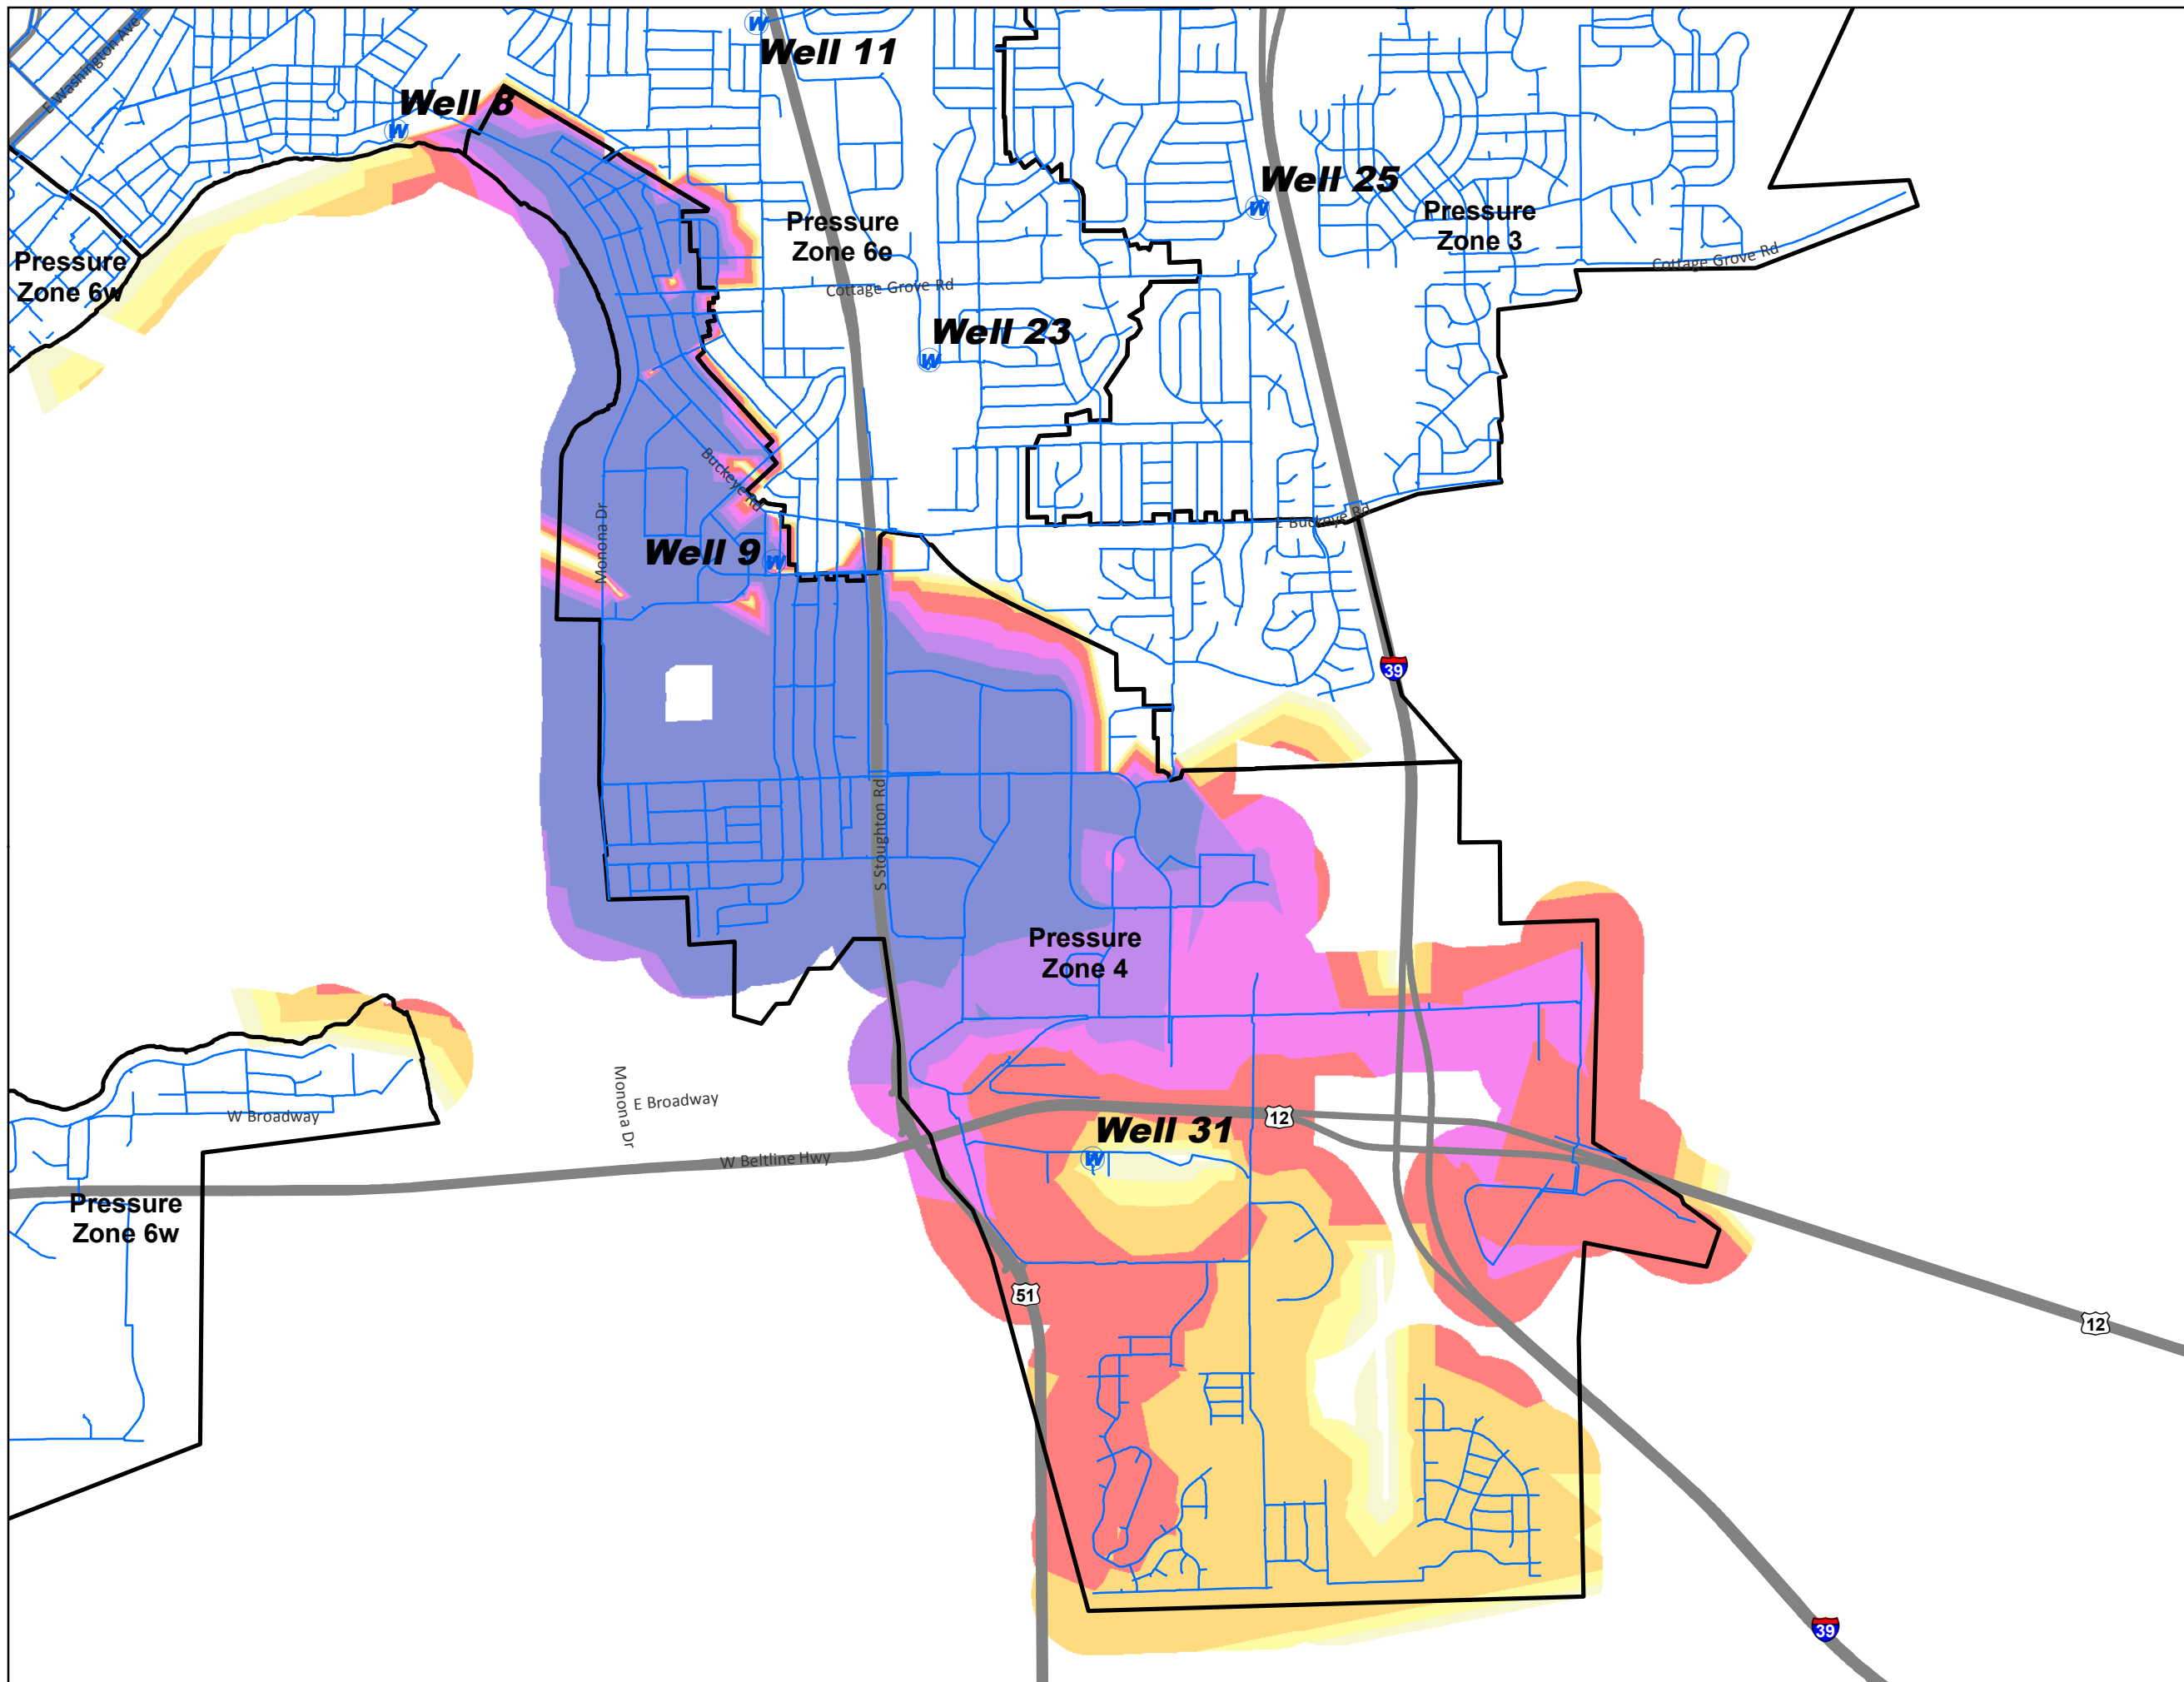 W
Well 11
E Washington Ave
Well 8
W
Well 25
W
Pressure
Zone 3
Pressure
Zone 6e
Pressure
Zone 6w
Cottage Grove Rd
Cottage Grove Rd
Well 23
W
Buckeye Rd
E Buckeye Rd
Monona Dr
Well 9
W
39
S Stoughton Rd
Pressure
Zone 4
Monona Dr
E Broadway
W Broadway
12
Well 31
W
W Beltline Hwy
Pressure
Zone 6w
51
12
39